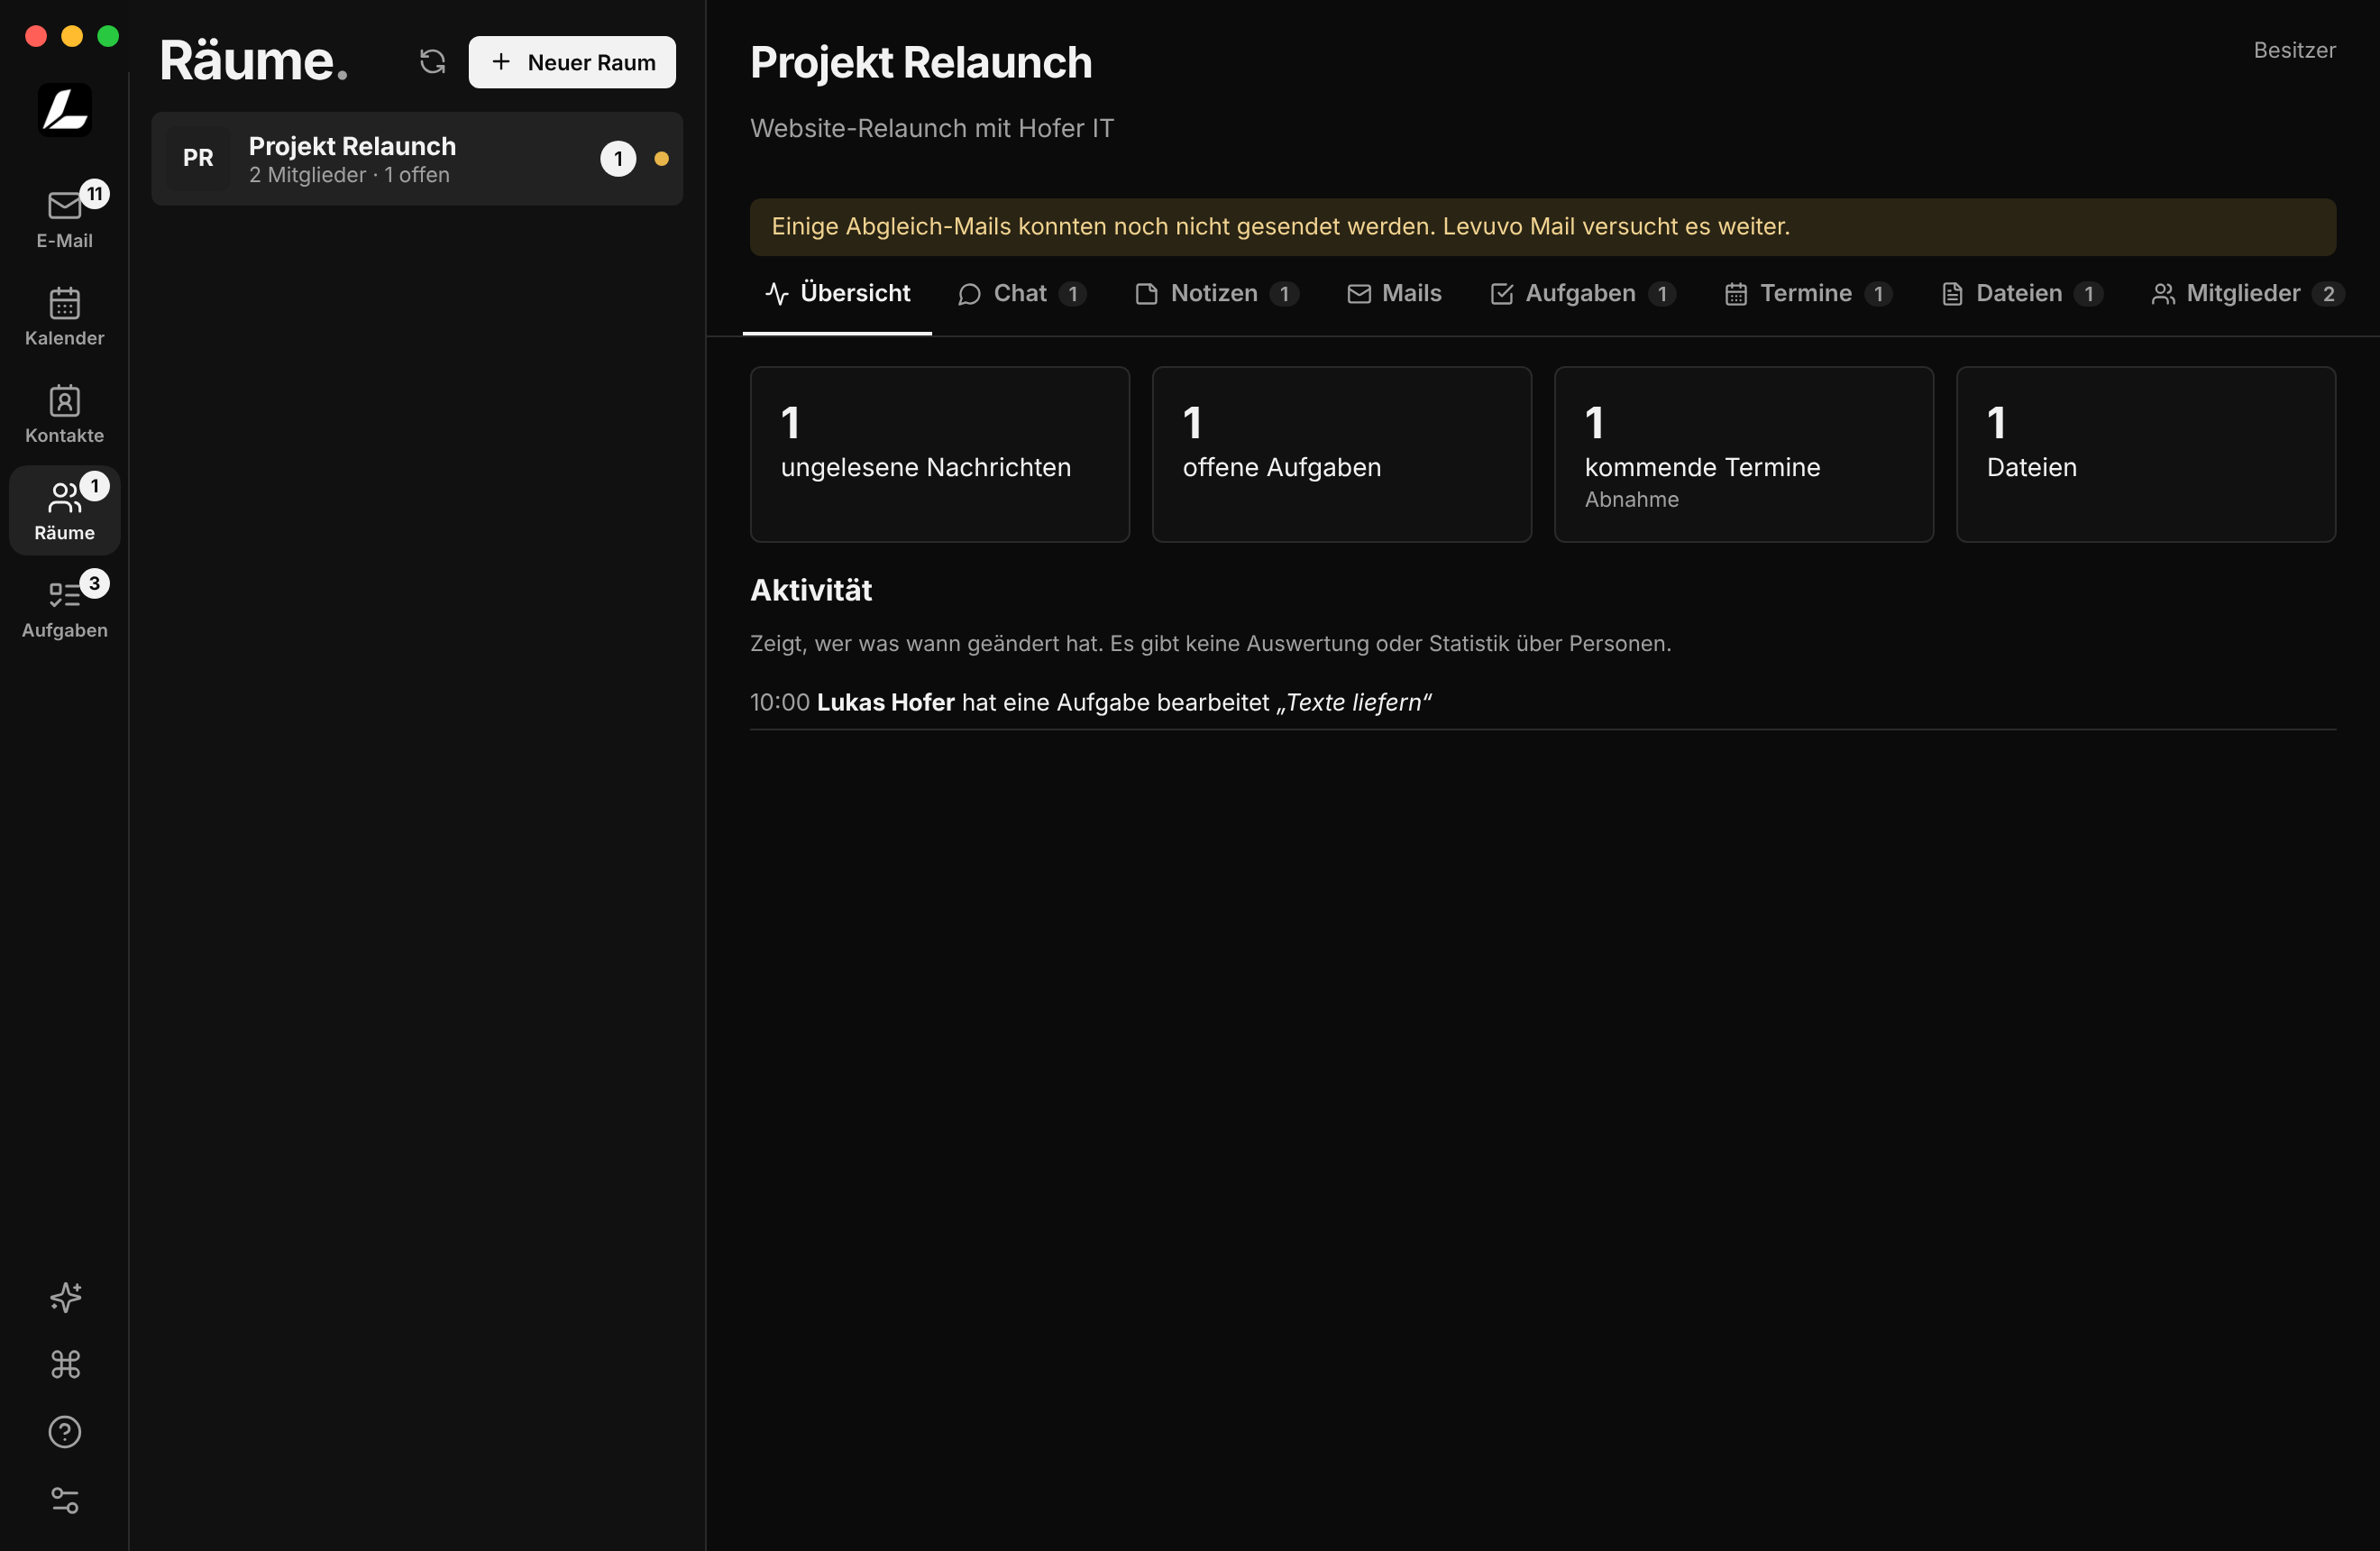 Räume.
Neuer Raum
PR
Projekt Relaunch
2 Mitglieder · 1 offen
1
11
E-Mail
Kalender
Kontakte
1
Räume
3
Aufgaben
Projekt Relaunch
Besitzer
Website-Relaunch mit Hofer IT
Einige Abgleich-Mails konnten noch nicht gesendet werden. Levuvo Mail versucht es weiter.
Übersicht
Chat 1
Notizen 1
Mails
Aufgaben 1
Termine 1
Dateien 1
Mitglieder 2
1
ungelesene Nachrichten
1
offene Aufgaben
1
kommende Termine
Abnahme
1
Dateien
Aktivität
Zeigt, wer was wann geändert hat. Es gibt keine Auswertung oder Statistik über Personen.
10:00 Lukas Hofer hat eine Aufgabe bearbeitet „Texte liefern“